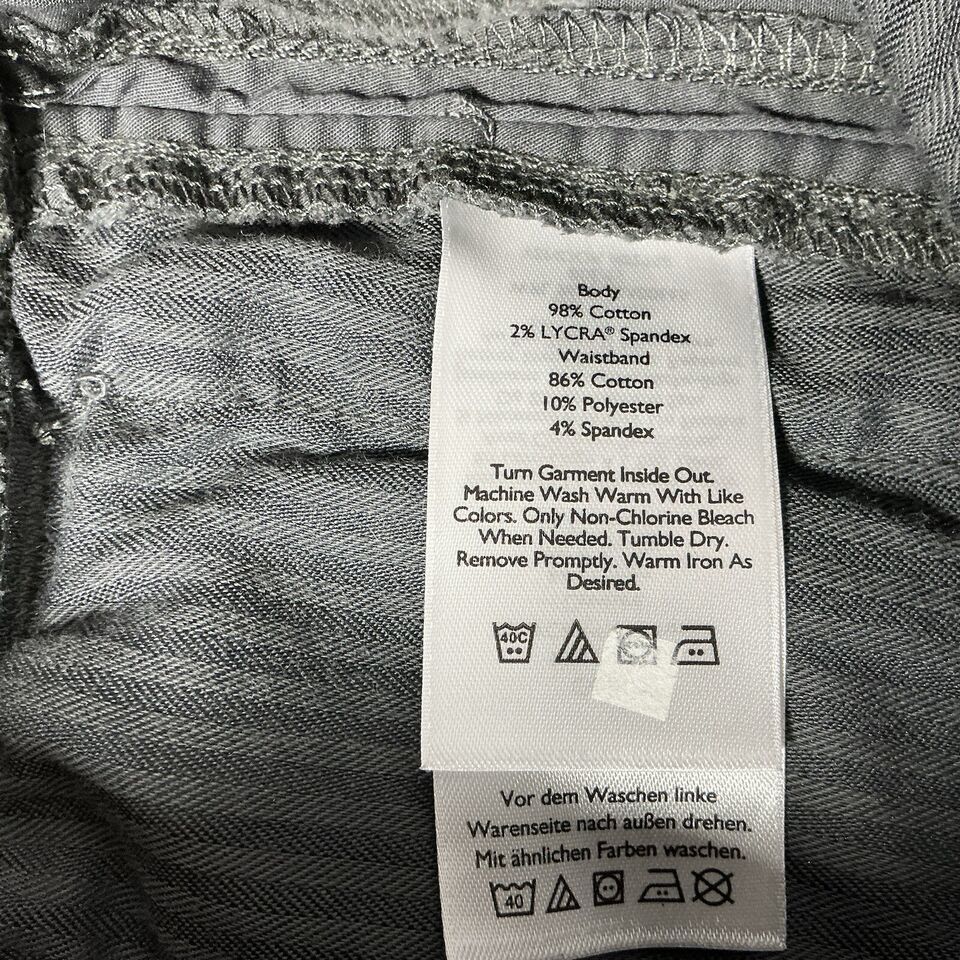 Body
98% Cotton
2% LYCRA® Spandex
Waistband
86% Cotton
10% Polyester
4% Spandex
Turn Garment Inside Out.
Machine Wash Warm With Like
Colors. Only Non-Chlorine Bleach
When Needed. Tumble Dry.
Remove Promptly. Warm Iron As
Desired.
40C
Vor dem Waschen linke
Warenseite nach außen drehen.
Mit ähnlichen Farben waschen.
40